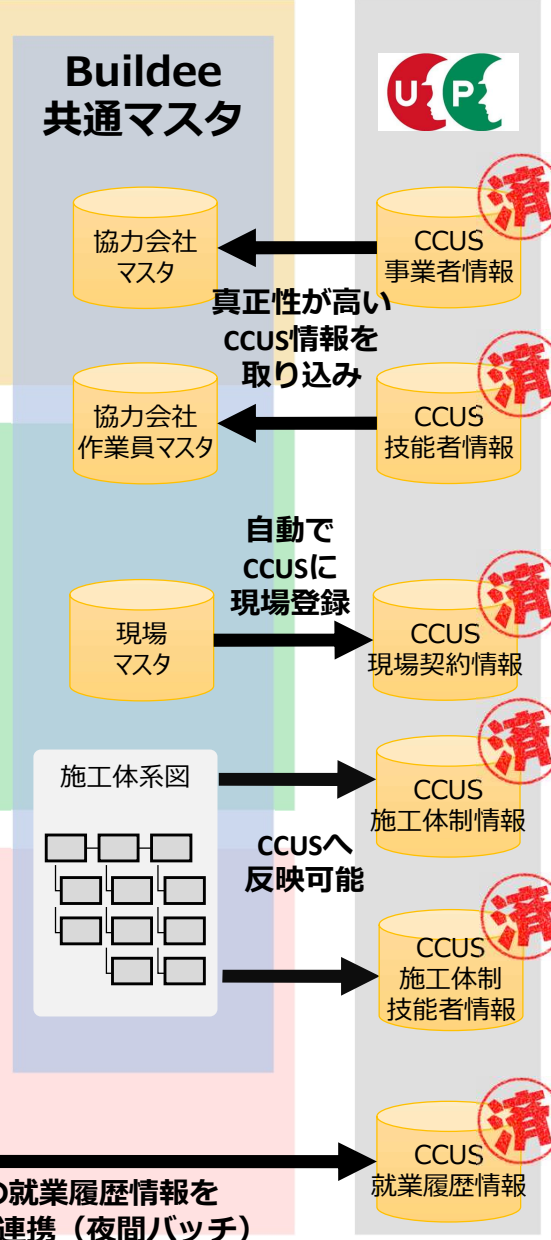 Buildee
共通マスタ
UP
協力会社
マスタ
CCUS
事業者情報
済
真正性が高い
CCUS情報を
取り込み
協力会社
作業員マスタ
CCUS
技能者情報
済
自動で
CCUSに
現場登録
現場
マスタ
CCUS
現場契約情報
済
施工体系図
CCUS
施工体制情報
済
CCUSへ
反映可能
CCUS
施工体制
技能者情報
済
CCUS
就業履歴情報
済
の就業履歴情報を
連携（夜間バッチ）